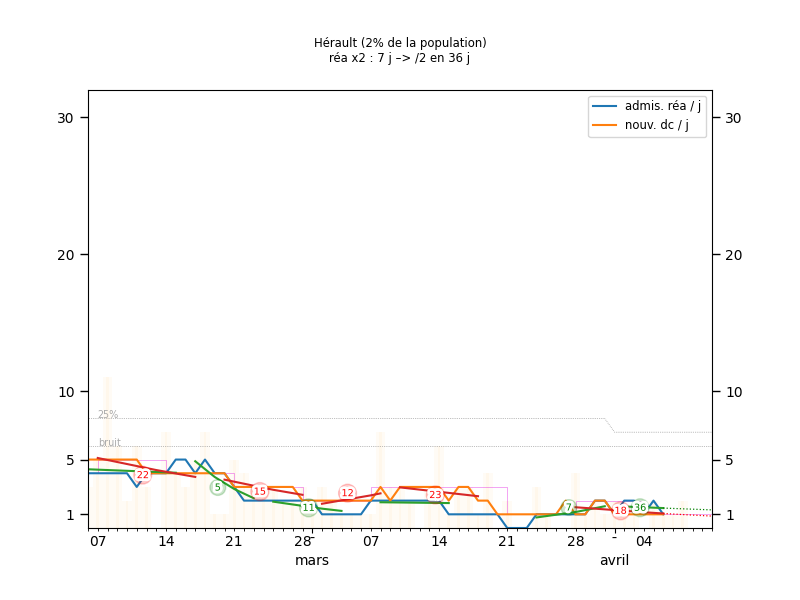 Hérault (2% de la population)
réa x2 : 7 j –> /2 en 36 j
admis. réa / j
nouv. dc / j
30 30
20 20
10 10
25%
bruit
5 5
22 5 15 11 12 23 7 18 36
1 1
07 14 21 28 07 14 21 28 04
mars avril